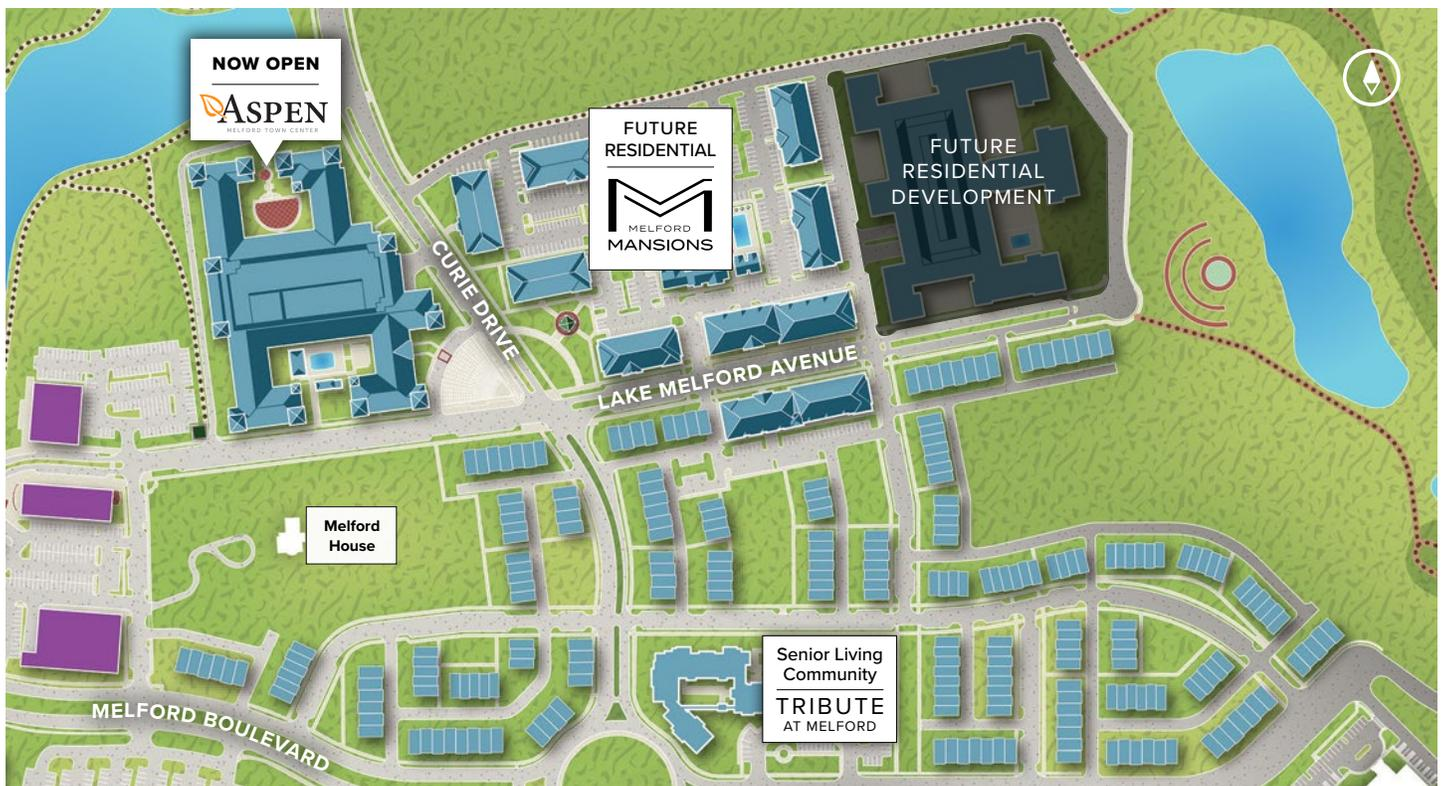 NOW OPEN
ASPEN
MELFORD TOWN CENTER
FUTURE
RESIDENTIAL
M
MELFORD
MANSIONS
FUTURE
RESIDENTIAL
DEVELOPMENT
CURIE DRIVE
LAKE MELFORD AVENUE
Melford
House
Senior Living
Community
TRIBUTE
AT MELFORD
MELFORD BOULEVARD